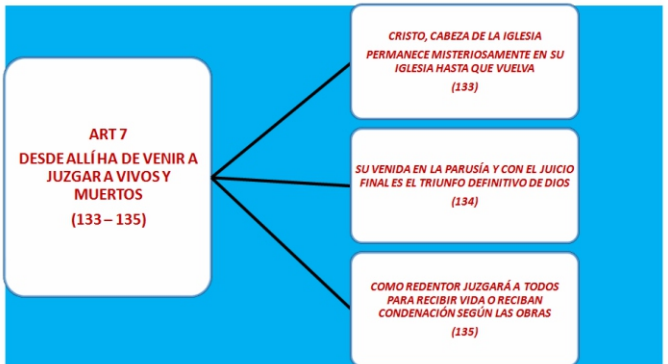 ART 7
DESDE ALLÍ HA DE VENIR A
JUZGAR A VIVOS Y
MUERTOS
(133 – 135)
CRISTO, CABEZA DE LA IGLESIA
PERMANECE MISTERIOSAMENTE EN SU
IGLESIA HASTA QUE VUELVA
(133)
SU VENIDA EN LA PARUSÍA Y CON EL JUICIO
FINAL ES EL TRIUNFO DEFINITIVO DE DIOS
(134)
COMO REDENTOR JUZGARÁ A TODOS
PARA RECIBIR VIDA O RECIBAN
CONDENACIÓN SEGÚN LAS OBRAS
(135)